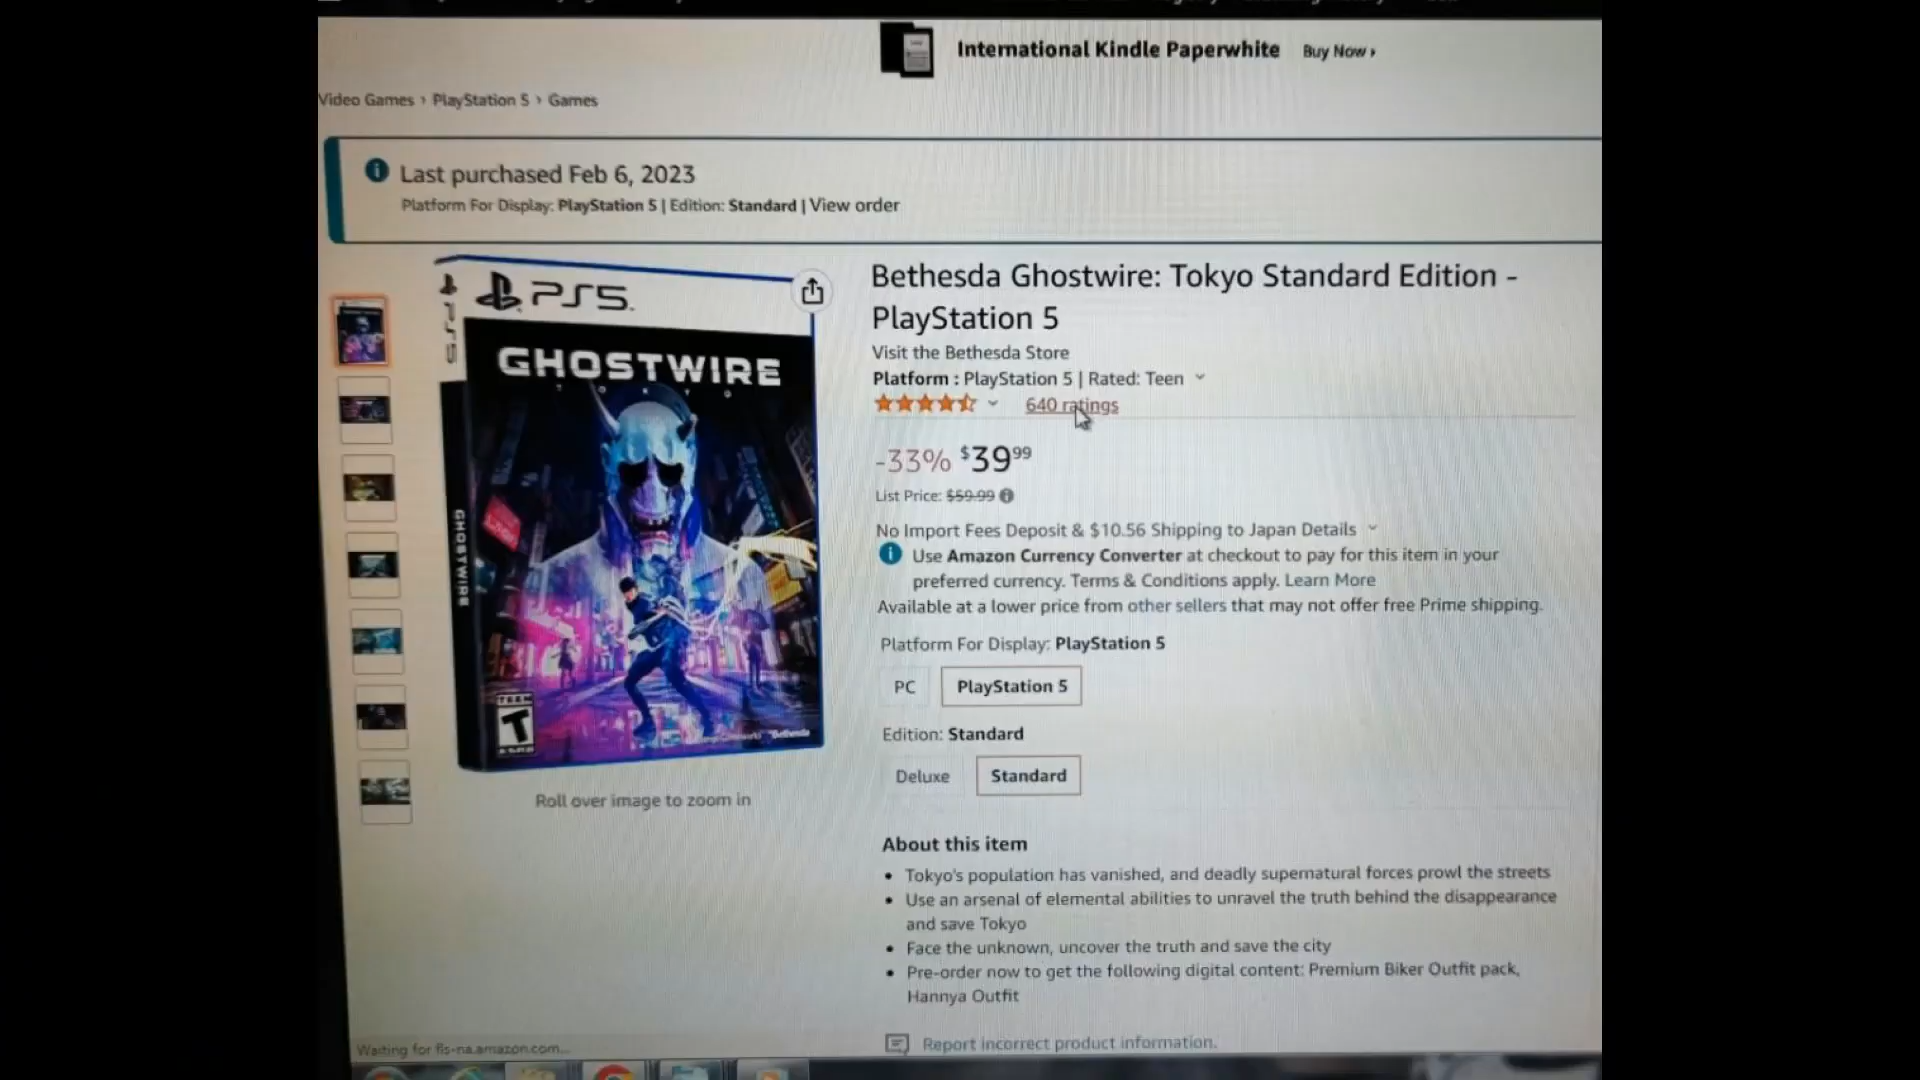 International Kindle Paperwhite Buy Now ›
Video Games › PlayStation 5 › Games
Last purchased Feb 6, 2023
Platform For Display: PlayStation 5 | Edition: Standard | View order
PS5
PS5
GHOSTWIRE
TOKYO
GHOSTWIRE
TEEN
T
Bethesda
Roll over image to zoom in
Bethesda Ghostwire: Tokyo Standard Edition -
PlayStation 5
Visit the Bethesda Store
Platform : PlayStation 5 | Rated: Teen
640 ratings
-33% $39.99
List Price: $59.99
No Import Fees Deposit & $10.56 Shipping to Japan Details
Use Amazon Currency Converter at checkout to pay for this item in your
preferred currency. Terms & Conditions apply. Learn More
Available at a lower price from other sellers that may not offer free Prime shipping.
Platform For Display: PlayStation 5
PC PlayStation 5
Edition: Standard
Deluxe Standard
About this item
• Tokyo's population has vanished, and deadly supernatural forces prowl the streets
• Use an arsenal of elemental abilities to unravel the truth behind the disappearance
and save Tokyo
• Face the unknown, uncover the truth and save the city
• Pre-order now to get the following digital content: Premium Biker Outfit pack,
Hannya Outfit
Report incorrect product information.
Waiting for fls-na.amazon.com...